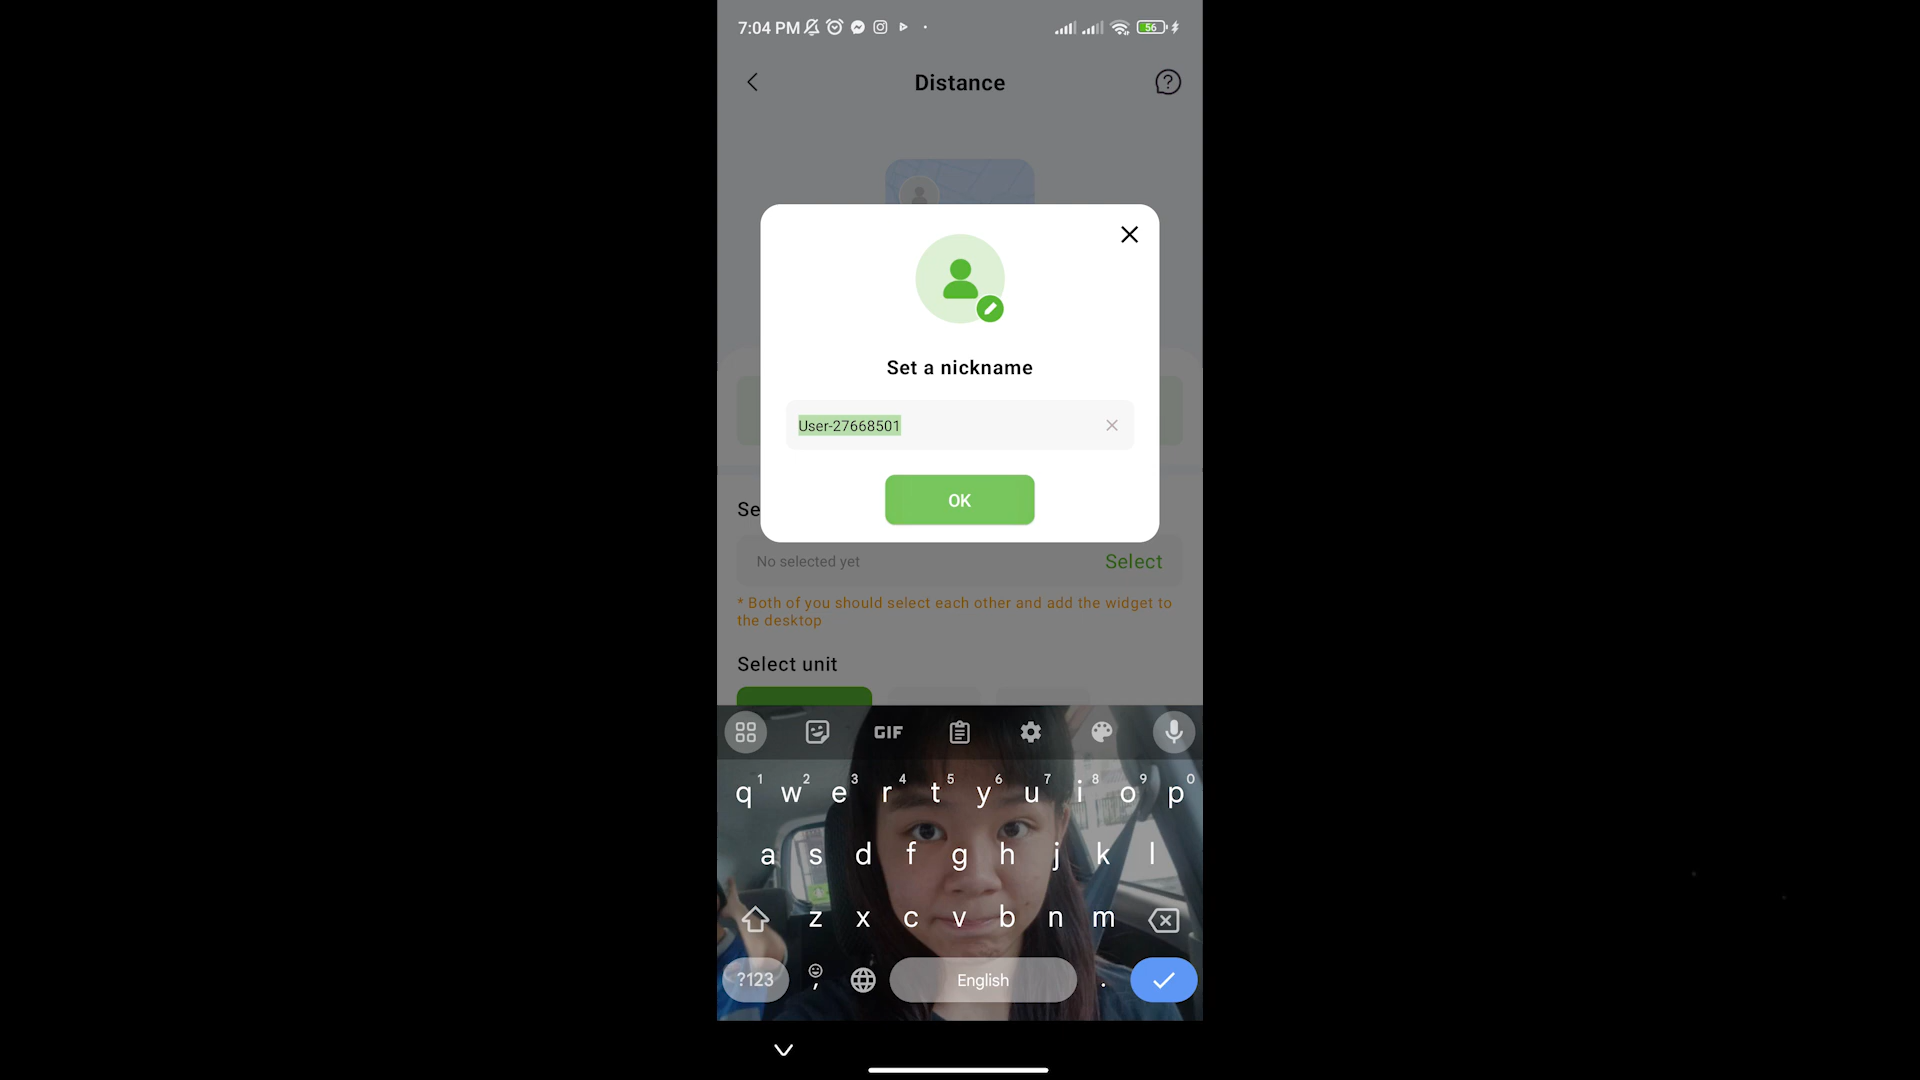 7:04 PM
56
Distance
Set a nickname
User-27668501
OK
Se
No selected yet
Select
* Both of you should select each other and add the widget to
the desktop
Select unit
GIF
1 2 3 4 5 6 7 8 9 0
q w e r t y u i o p
a s d f g h j k l
z x c v b n m
?123 , English .